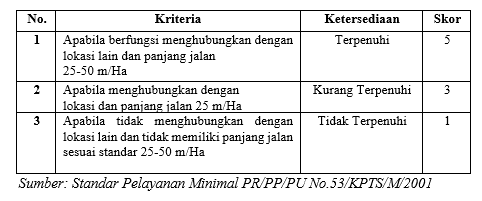 No. Kriteria Ketersediaan Skor
1 Apabila berfungsi menghubungkan dengan Terpenuhi 5
lokasi lain dan panjang jalan
25-50 m/Ha
2 Apabila menghubungkan dengan Kurang Terpenuhi 3
lokasi dan panjang jalan 25 m/Ha
3 Apabila tidak menghubungkan dengan Tidak Terpenuhi 1
lokasi lain dan tidak memiliki panjang jalan
sesuai standar 25-50 m/Ha
Sumber: Standar Pelayanan Minimal PR/PP/PU No.53/KPTS/M/2001